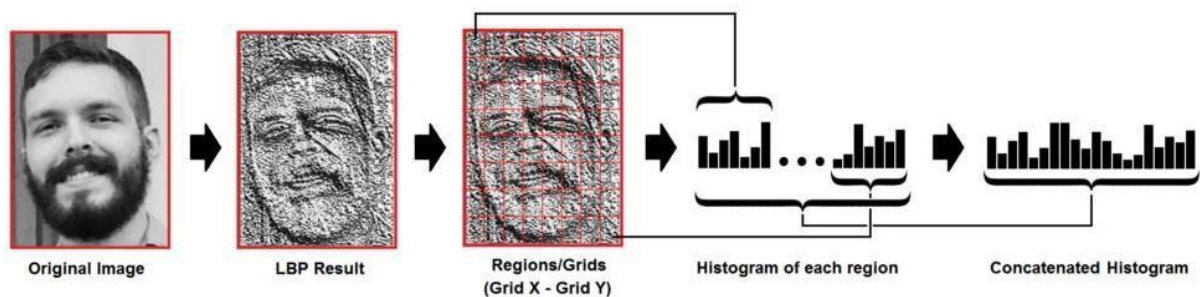 Original Image
LBP Result
Regions/Grids
(Grid X - Grid Y)
Histogram of each region
Concatenated Histogram